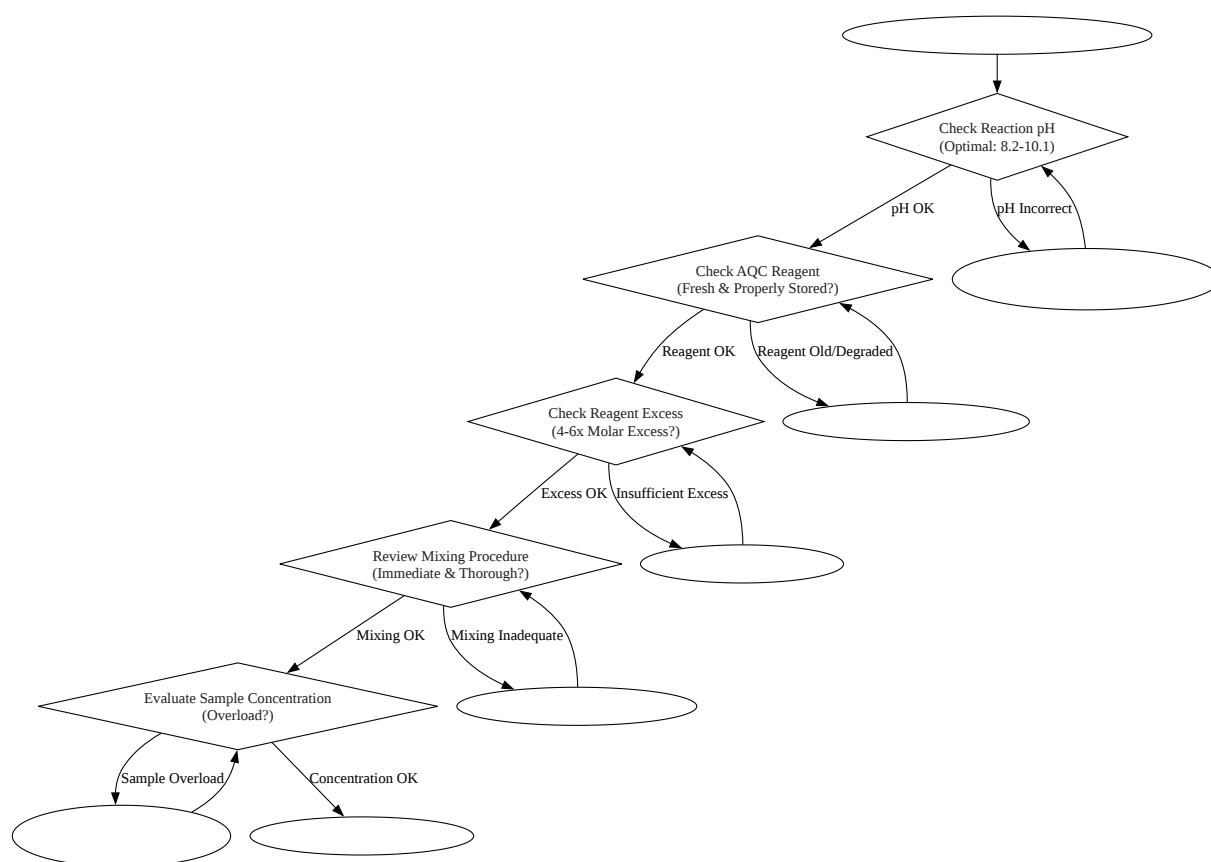 Check Reaction pH
(Optimal: 8.2-10.1)
pH OK
pH Incorrect
Check AQC Reagent
(Fresh & Properly Stored?)
Reagent OK
Reagent Old/Degraded
Check Reagent Excess
(4-6x Molar Excess?)
Excess OK
Insufficient Excess
Review Mixing Procedure
(Immediate & Thorough?)
Mixing OK
Mixing Inadequate
Evaluate Sample Concentration
(Overload?)
Sample Overload
Concentration OK